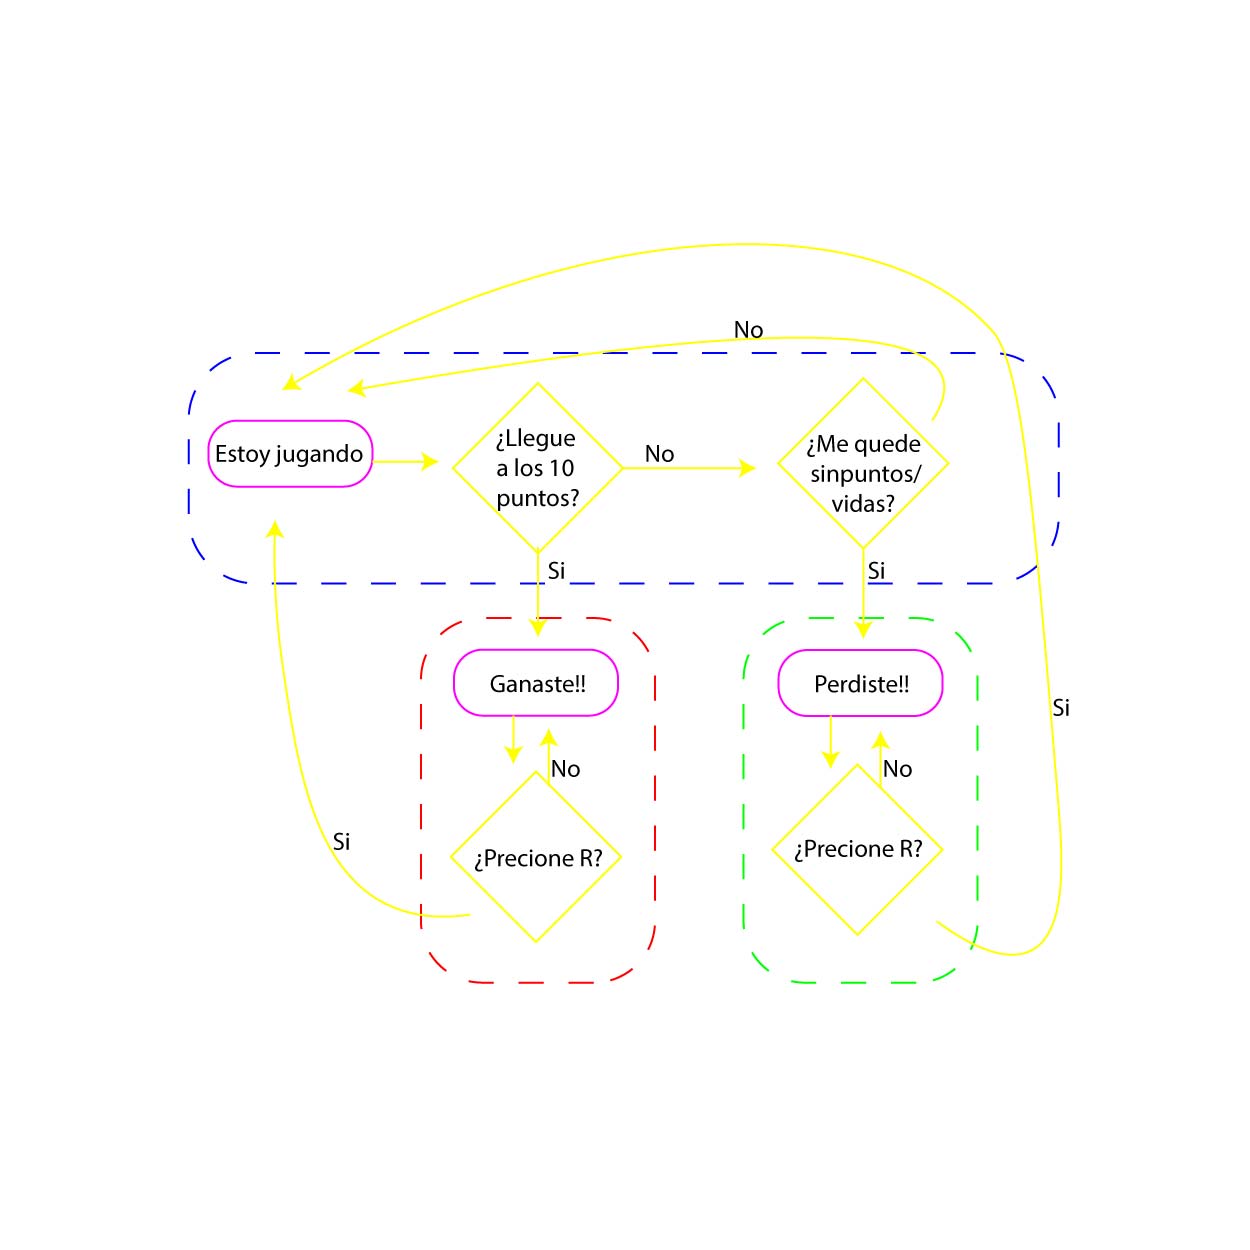 No
Estoy jugando
¿Llegue
a los 10
puntos?
No
¿Me quede
sinpuntos/
vidas?
Si
Si
Ganaste!!
Perdiste!!
Si
No
No
Si
¿Precione R?
¿Precione R?